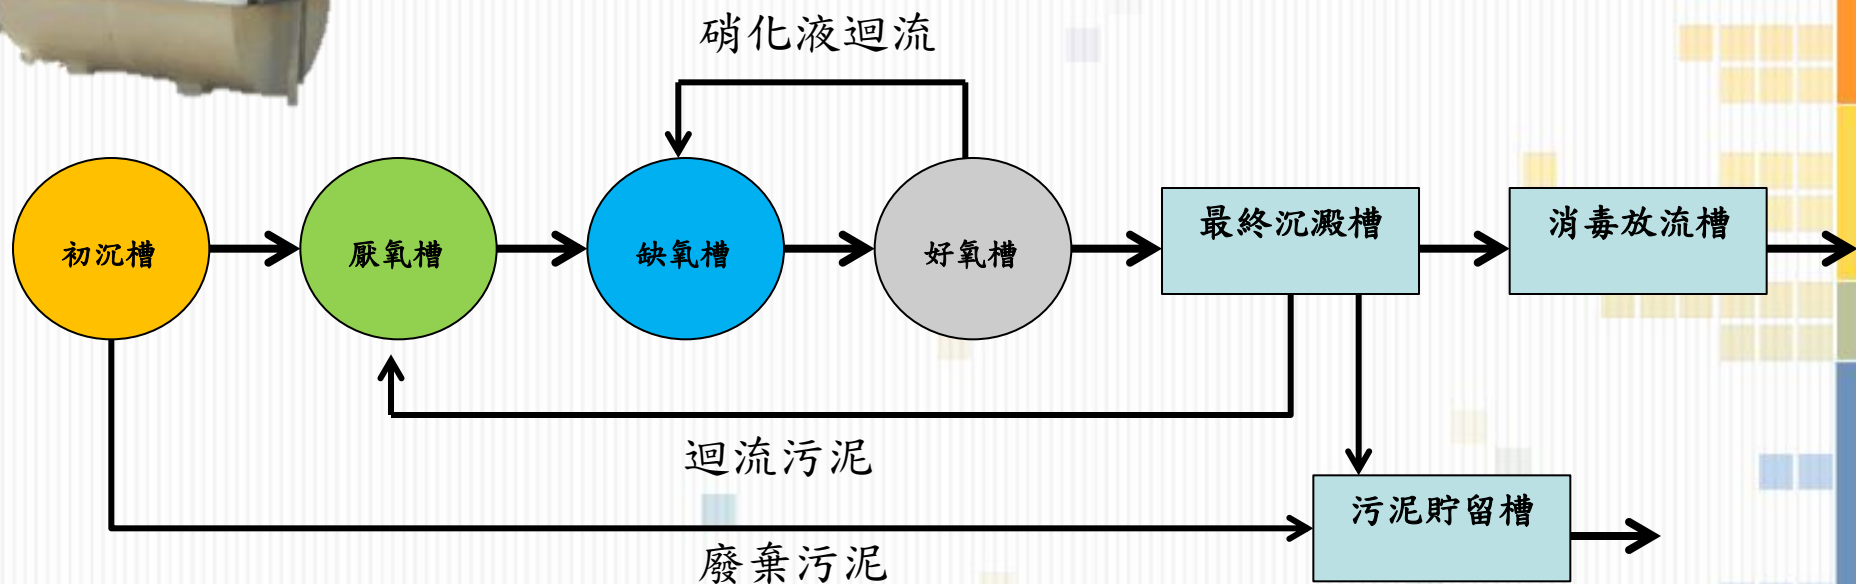 硝化液迴流
初沉槽
厭氧槽
缺氧槽
好氧槽
最終沉澱槽
消毒放流槽
迴流污泥
污泥貯留槽
廢棄污泥